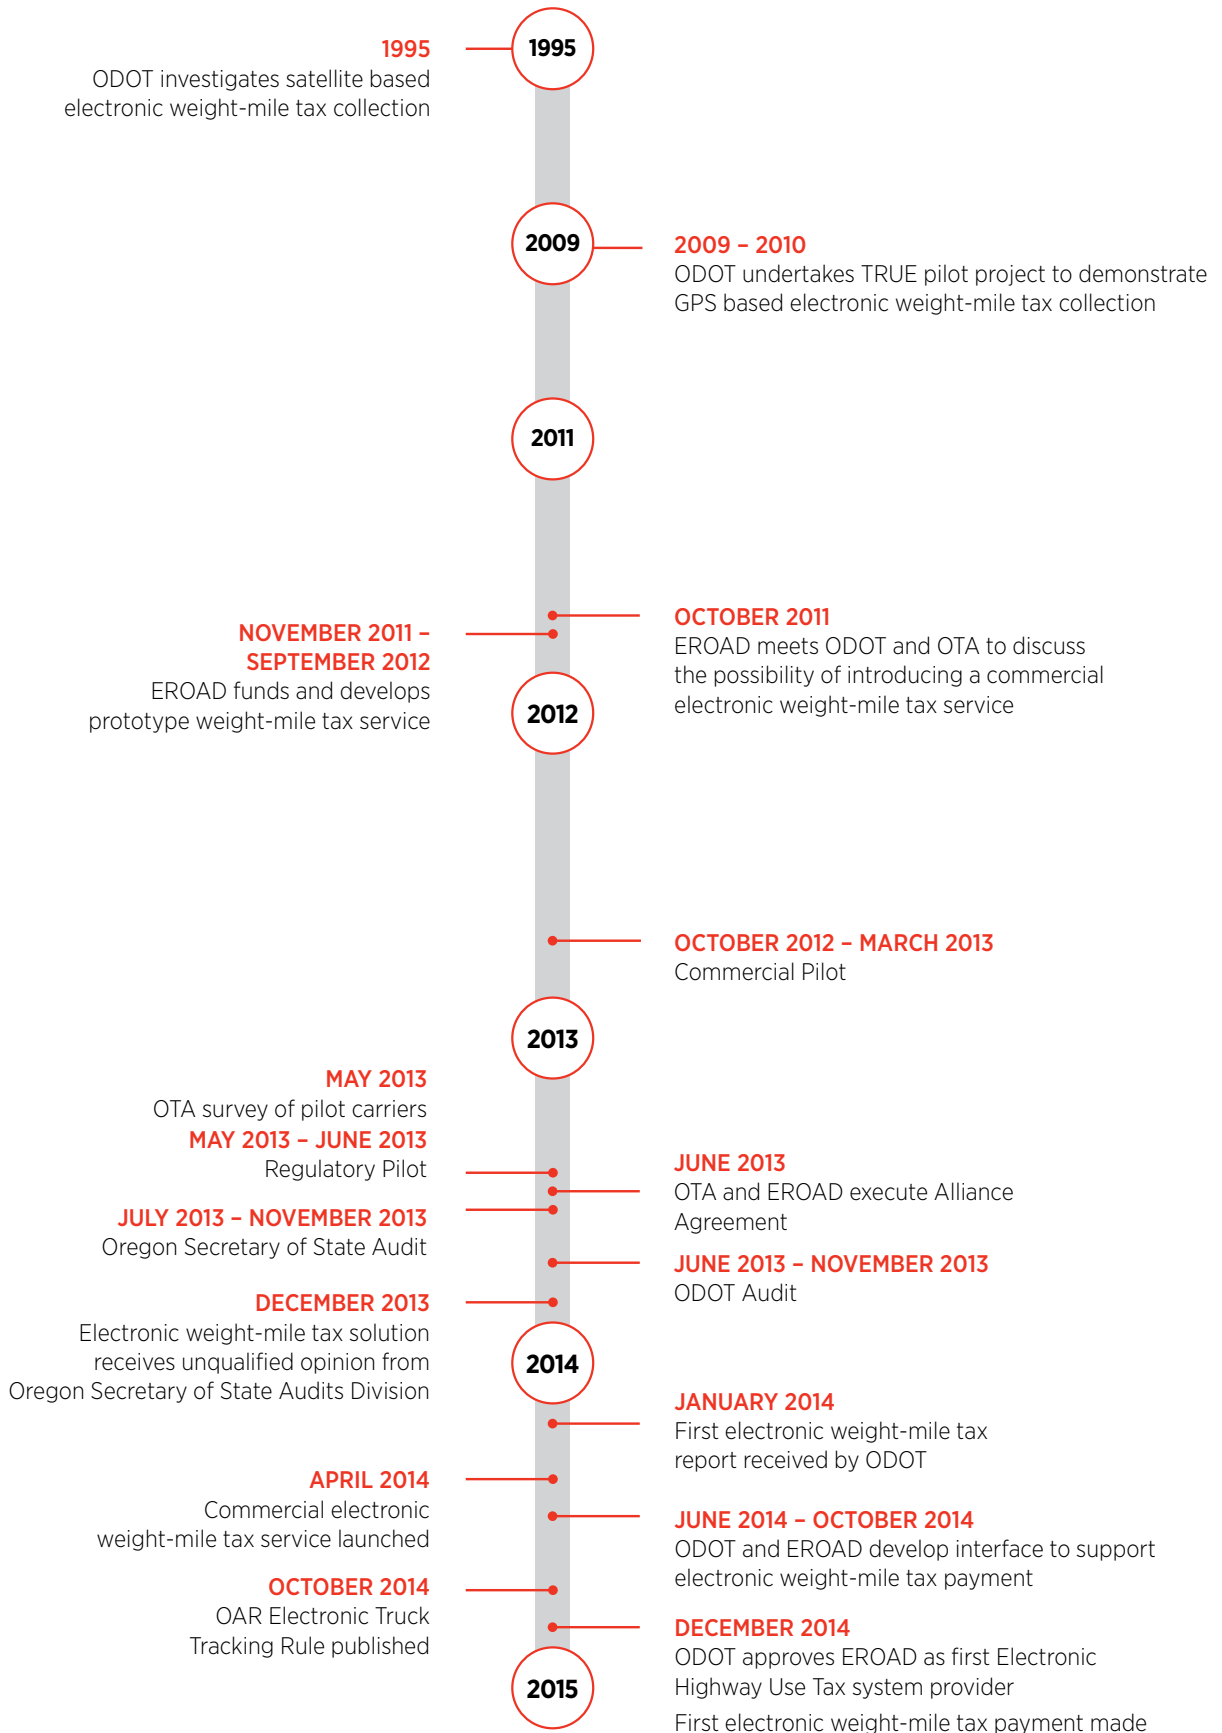 1995
1995
ODOT investigates satellite based
electronic weight-mile tax collection
2009
2009 – 2010
ODOT undertakes TRUE pilot project to demonstrate
GPS based electronic weight-mile tax collection
2011
OCTOBER 2011
EROAD meets ODOT and OTA to discuss
the possibility of introducing a commercial
electronic weight-mile tax service
NOVEMBER 2011 –
SEPTEMBER 2012
EROAD funds and develops
prototype weight-mile tax service
2012
OCTOBER 2012 – MARCH 2013
Commercial Pilot
2013
MAY 2013
OTA survey of pilot carriers
MAY 2013 – JUNE 2013
Regulatory Pilot
JUNE 2013
OTA and EROAD execute Alliance
Agreement
JULY 2013 – NOVEMBER 2013
Oregon Secretary of State Audit
JUNE 2013 – NOVEMBER 2013
ODOT Audit
DECEMBER 2013
Electronic weight-mile tax solution
receives unqualified opinion from
Oregon Secretary of State Audits Division
2014
JANUARY 2014
First electronic weight-mile tax
report received by ODOT
APRIL 2014
Commercial electronic
weight-mile tax service launched
JUNE 2014 – OCTOBER 2014
ODOT and EROAD develop interface to support
electronic weight-mile tax payment
OCTOBER 2014
OAR Electronic Truck
Tracking Rule published
DECEMBER 2014
ODOT approves EROAD as first Electronic
Highway Use Tax system provider
First electronic weight-mile tax payment made
2015